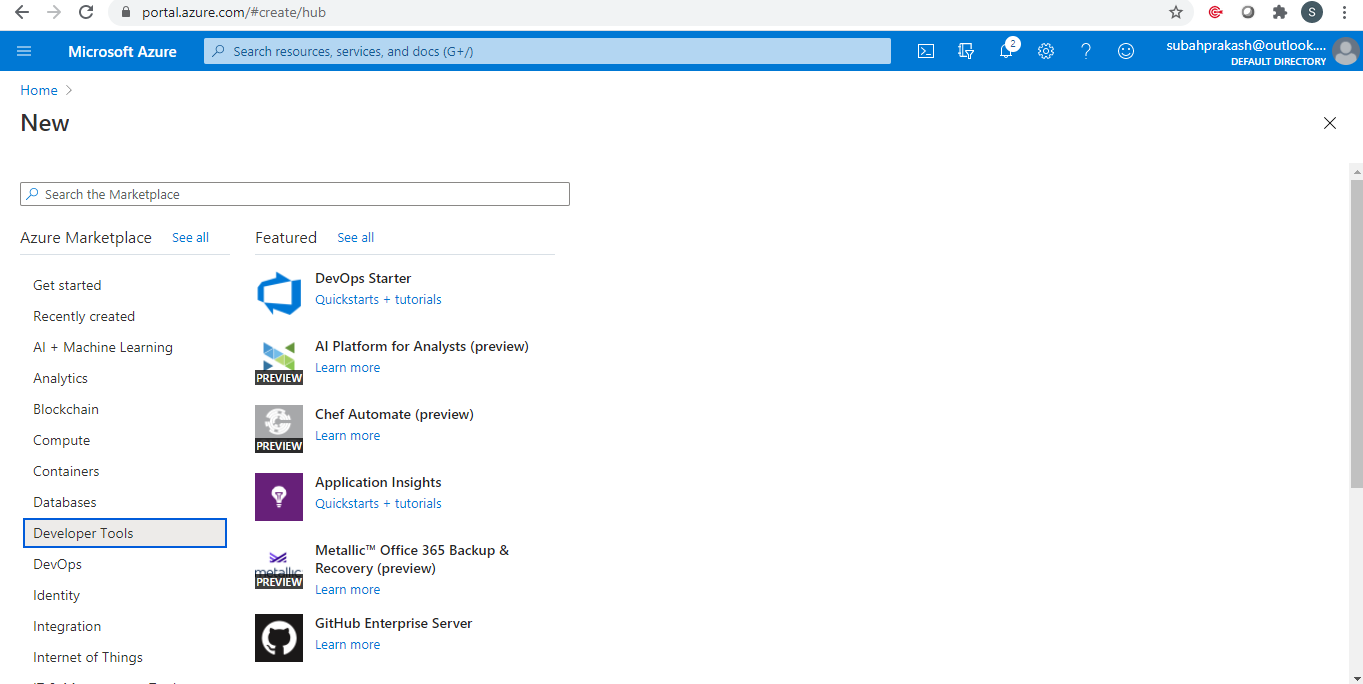 portal.azure.com/#create/hub
S
Microsoft Azure
Search resources, services, and docs (G+/)
2
subahprakash@outlook....
DEFAULT DIRECTORY
Home
New
Search the Marketplace
Azure Marketplace See all
Featured See all
Get started
Recently created
AI + Machine Learning
Analytics
Blockchain
Compute
Containers
Databases
Developer Tools
DevOps
Identity
Integration
Internet of Things
DevOps Starter
Quickstarts + tutorials
PREVIEW
AI Platform for Analysts (preview)
Learn more
PREVIEW
Chef Automate (preview)
Learn more
Application Insights
Quickstarts + tutorials
metallic
PREVIEW
Metallic™ Office 365 Backup &
Recovery (preview)
Learn more
GitHub Enterprise Server
Learn more